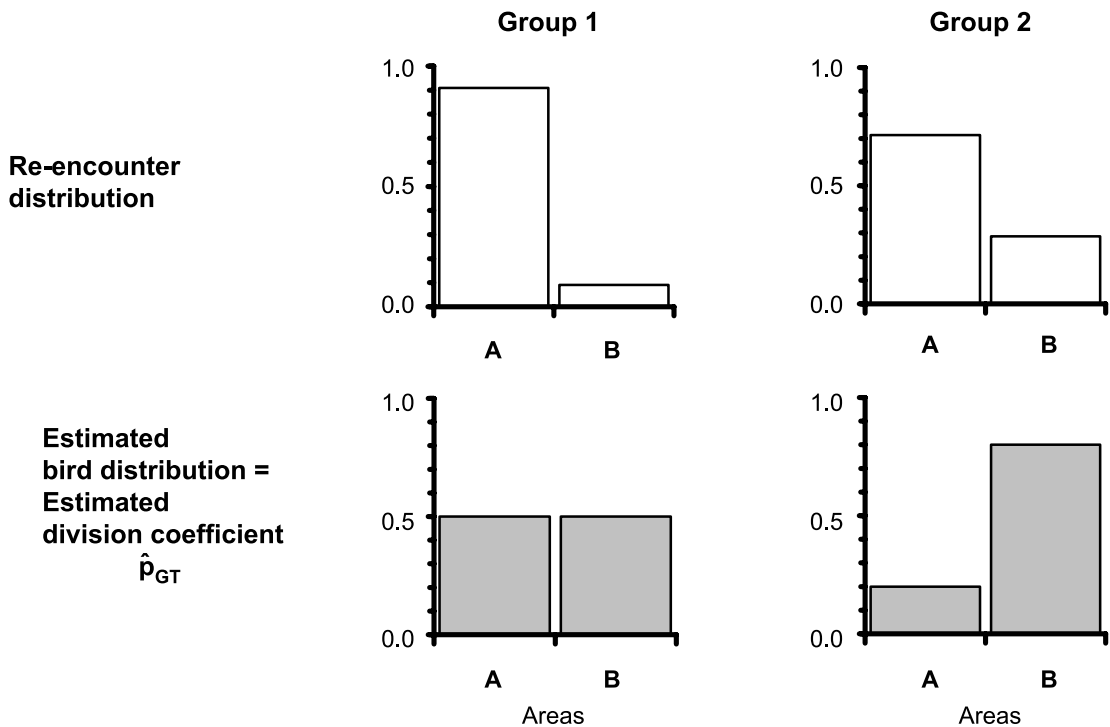 Group 1
Group 2
Re-encounter
distribution
1.0
0.5
0.0
A B
1.0
0.5
0.0
A B
Estimated
bird distribution =
Estimated
division coefficient
p̂GT
1.0
0.5
0.0
A B
Areas
1.0
0.5
0.0
A B
Areas